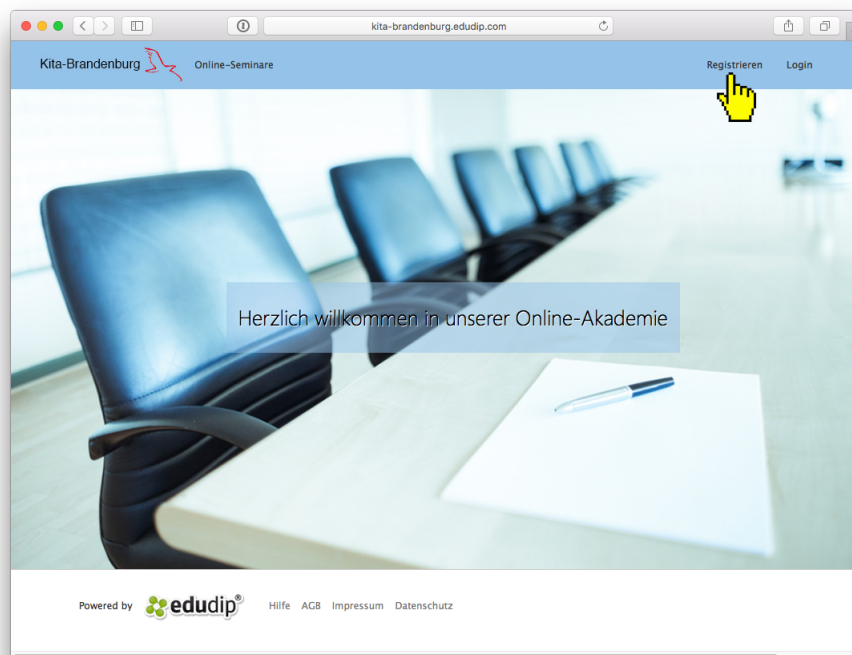 kita-brandenburg.edudip.com
Kita-Brandenburg Online-Seminare Registrieren Login
Herzlich willkommen in unserer Online-Akademie
Powered by edudip® Hilfe AGB Impressum Datenschutz